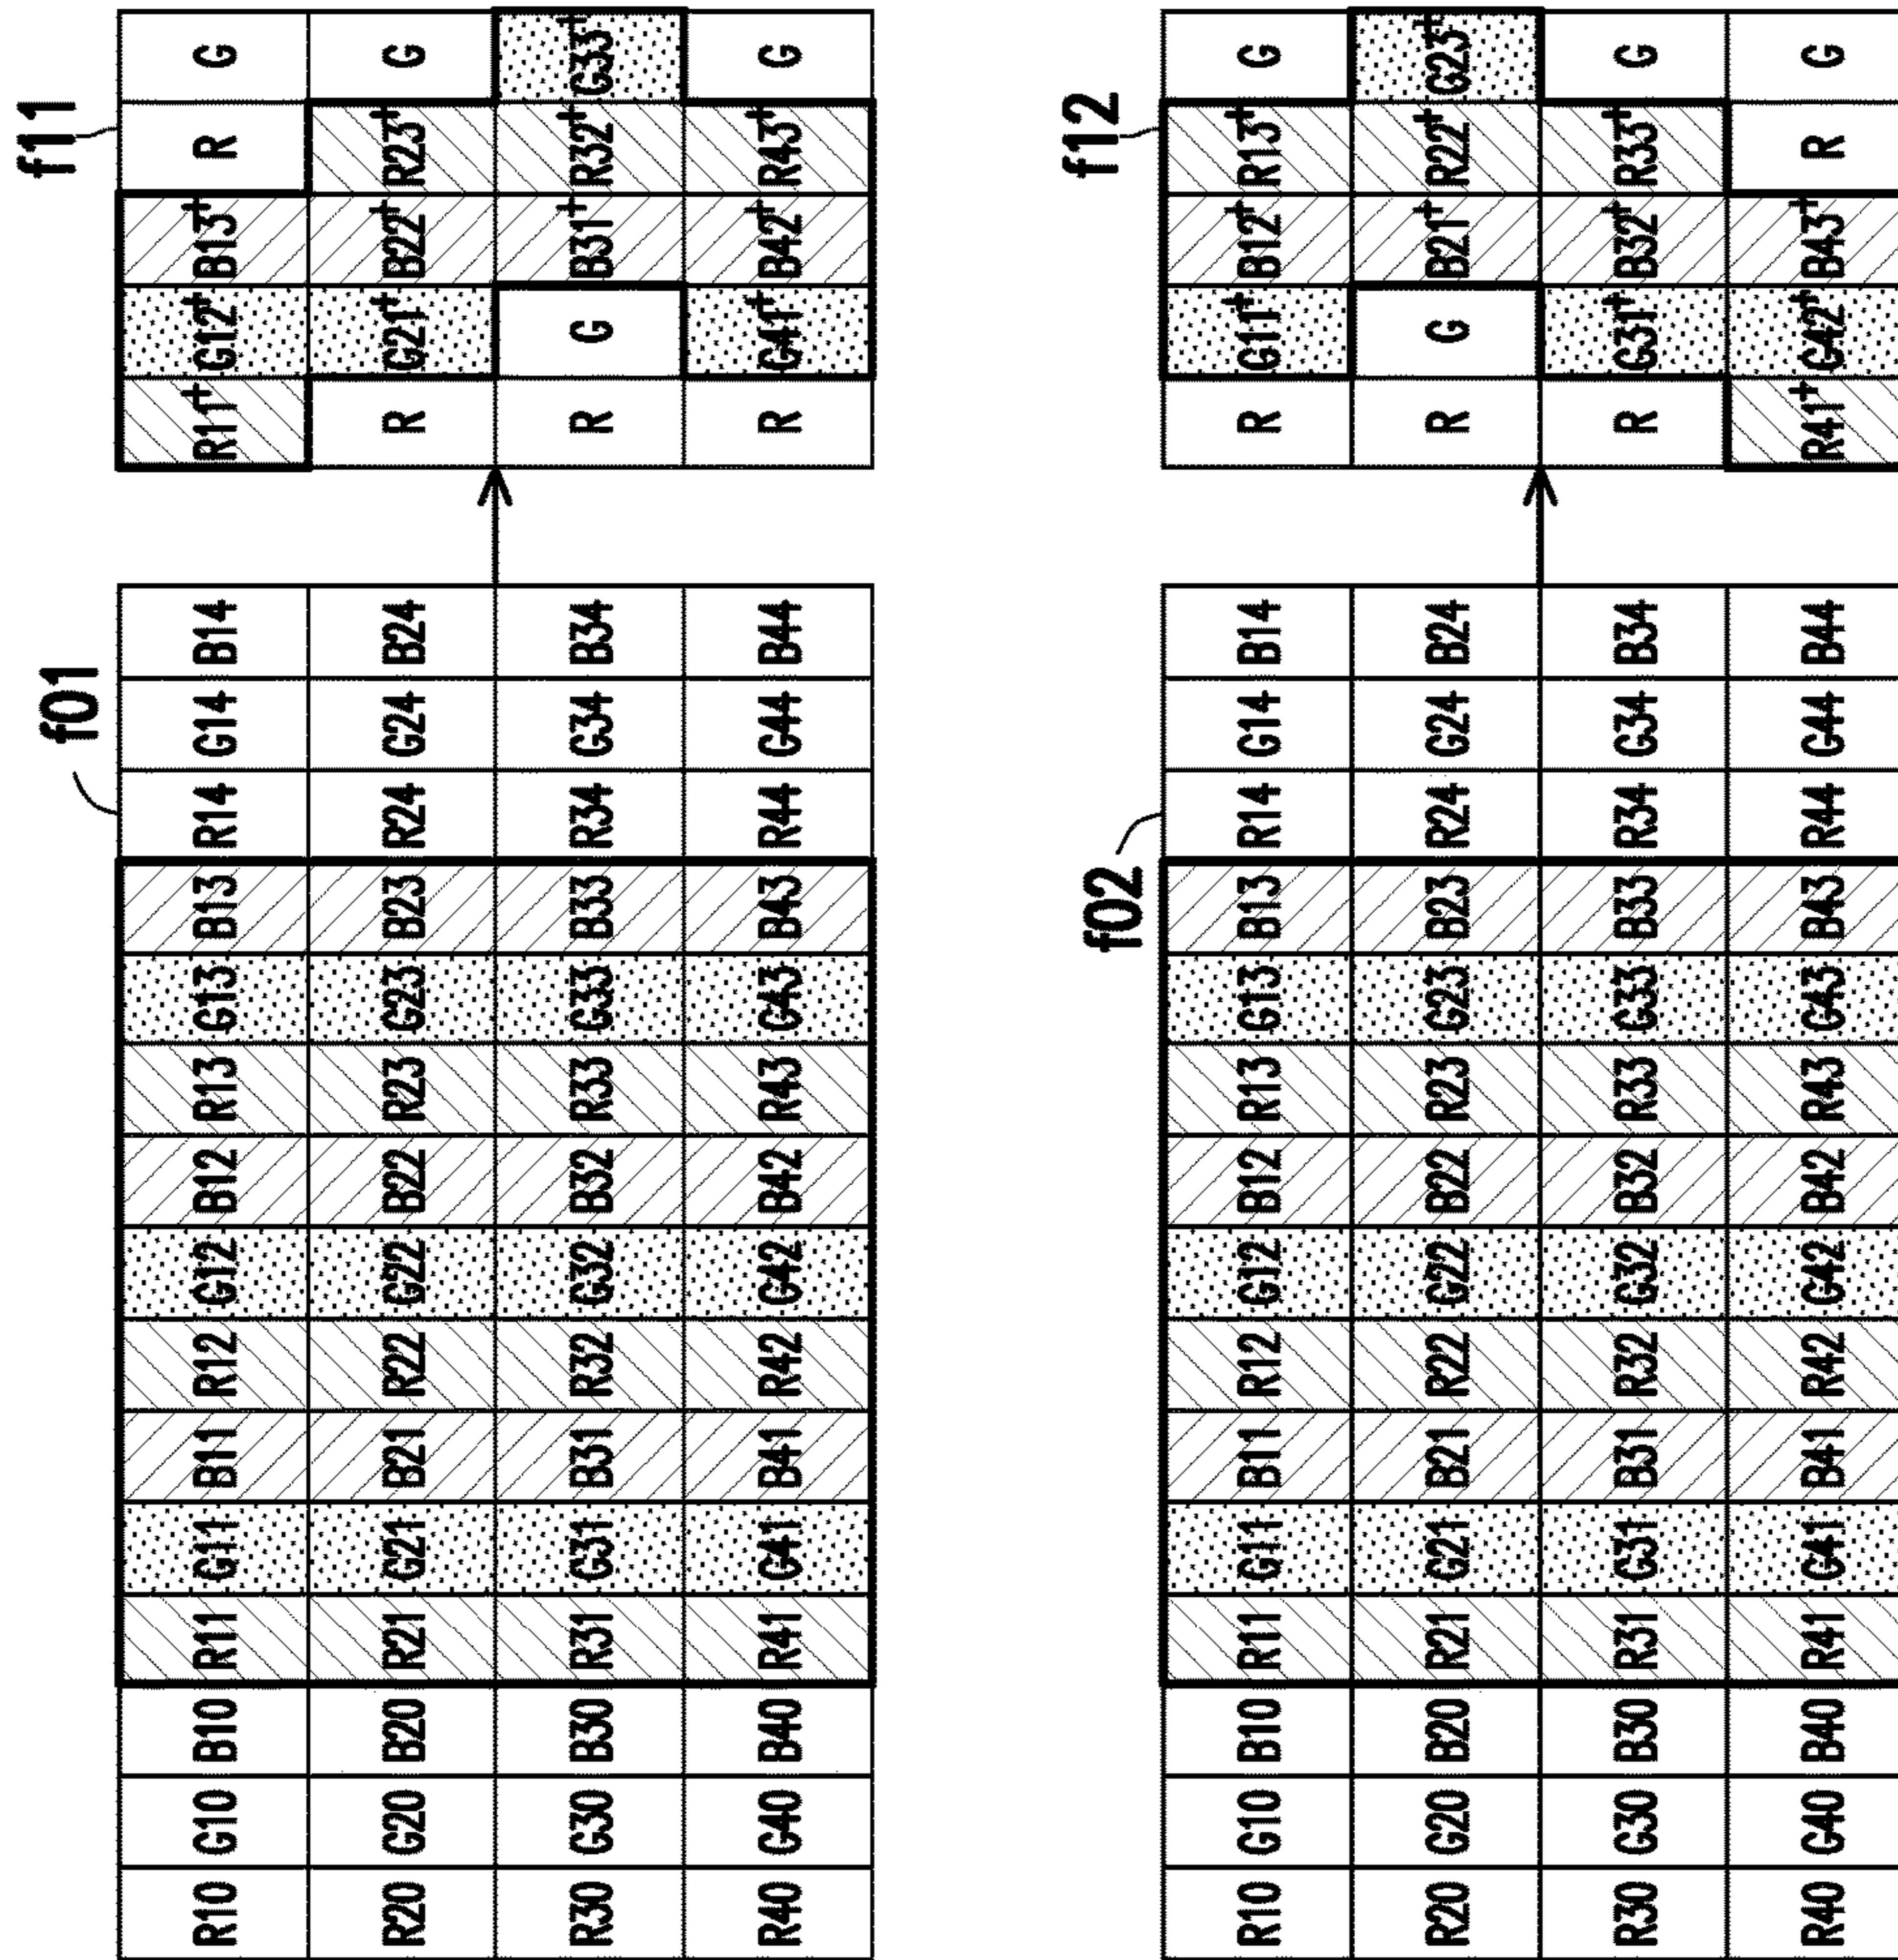 f01 f11
R10 G10 B10 R11 G11 B11 R12 G12 B12 R13 G13 B13 R14 G14 B14 R11+ G12+ B13+ R G
R20 G20 B20 R21 G21 B21 R22 G22 B22 R23 G23 B23 R24 G24 B24 R G21+ B22+ R23+ G
R30 G30 B30 R31 G31 B31 R32 G32 B32 R33 G33 B33 R34 G34 B34 R G B31+ R32+ G33+
R40 G40 B40 R41 G41 B41 R42 G42 B42 R43 G43 B43 R44 G44 B44 R G41+ B42+ R43+ G
f02 f12
R10 G10 B10 R11 G11 B11 R12 G12 B12 R13 G13 B13 R14 G14 B14 R G11+ B12+ R13+ G
R20 G20 B20 R21 G21 B21 R22 G22 B22 R23 G23 B23 R24 G24 B24 R G B21+ R22+ G23+
R30 G30 B30 R31 G31 B31 R32 G32 B32 R33 G33 B33 R34 G34 B34 R G31+ B32+ R33+ G
R40 G40 B40 R41 G41 B41 R42 G42 B42 R43 G43 B43 R44 G44 B44 R41+ G42+ B43+ R G